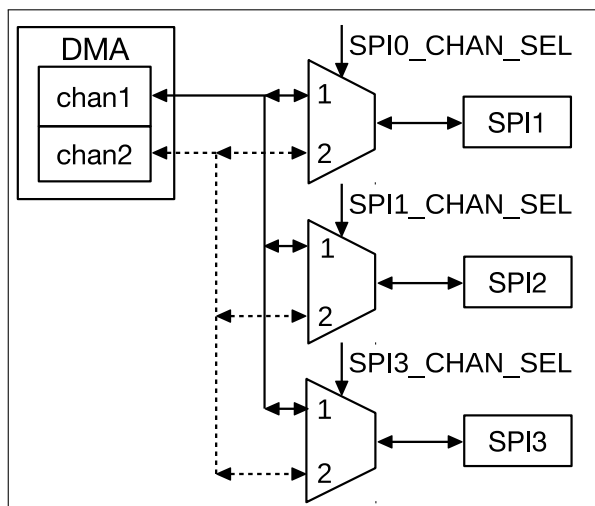 DMA
SPI0_CHAN_SEL
chan1
1
SPI1
chan2
2
SPI1_CHAN_SEL
1
SPI2
2
SPI3_CHAN_SEL
1
SPI3
2